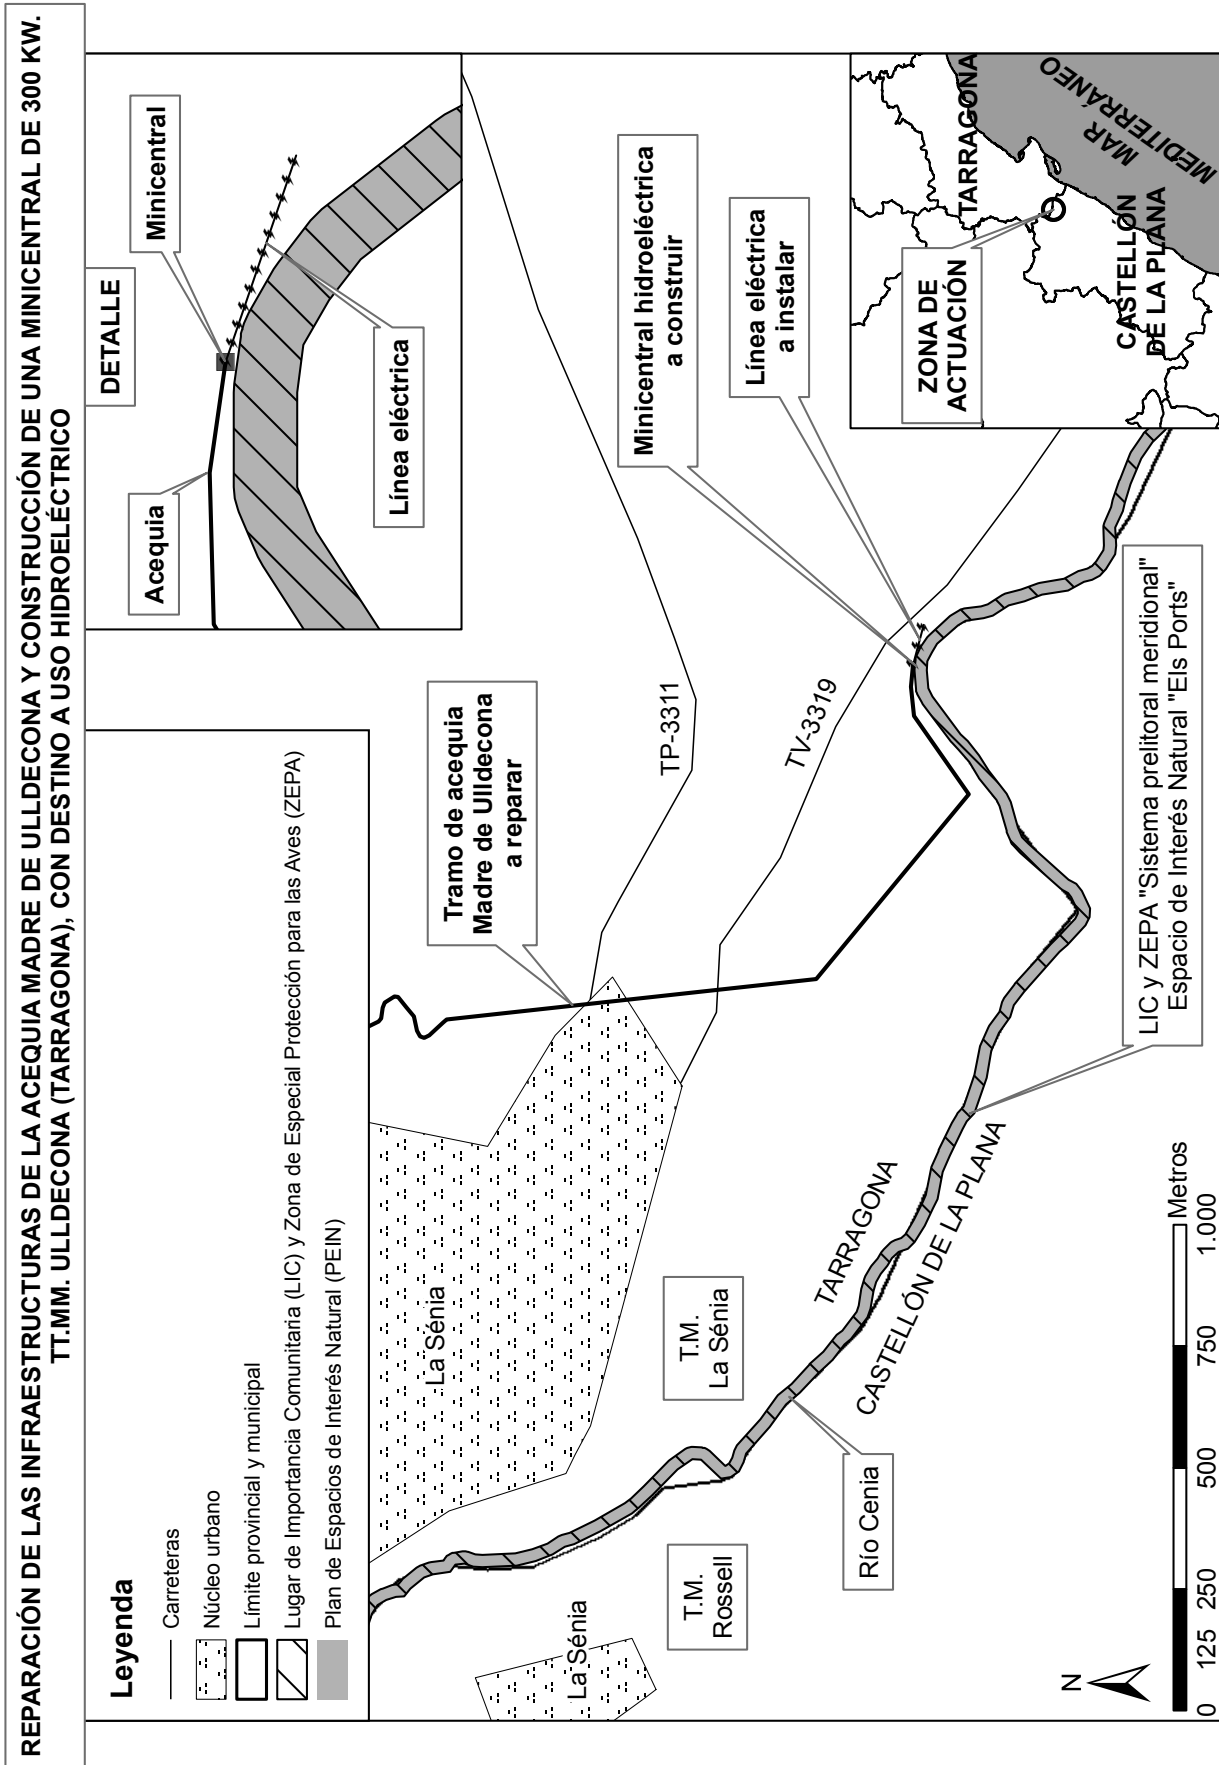 REPARACIÓN DE LAS INFRAESTRUCTURAS DE LA ACEQUIA MADRE DE ULLDECONA Y CONSTRUCCIÓN DE UNA MINICENTRAL DE 300 KW.
TT.MM. ULLDECONA (TARRAGONA), CON DESTINO A USO HIDROELÉCTRICO
Leyenda
Carreteras
Núcleo urbano
Límite provincial y municipal
Lugar de Importancia Comunitaria (LIC) y Zona de Especial Protección para las Aves (ZEPA)
Plan de Espacios de Interés Natural (PEIN)
DETALLE
Acequia
Minicentral
Línea eléctrica
Tramo de acequia
Madre de Ulldecona
a reparar
TP-3311
TV-3319
Minicentral hidroeléctrica
a construir
Línea eléctrica
a instalar
La Sénia
La Sénia
T.M.
La Sénia
T.M.
Rossell
Río Cenia
TARRAGONA
CASTELLÓN DE LA PLANA
LIC y ZEPA "Sistema prelitoral meridional"
Espacio de Interés Natural "Els Ports"
ZONA DE
ACTUACIÓN
TARRAGONA
CASTELLÓN
DE LA PLANA
MAR
MEDITERRÁNEO
N
0 125 250 500 750 1.000
Metros